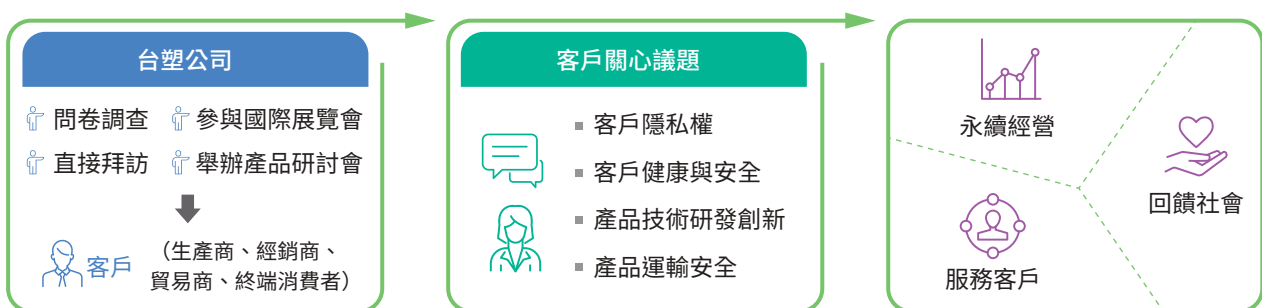 台塑公司
問卷調查
參與國際展覽會
直接拜訪
舉辦產品研討會
客戶
（生產商、經銷商、
貿易商、終端消費者）
客戶關心議題
客戶隱私權
客戶健康與安全
產品技術研發創新
產品運輸安全
永續經營
回饋社會
服務客戶